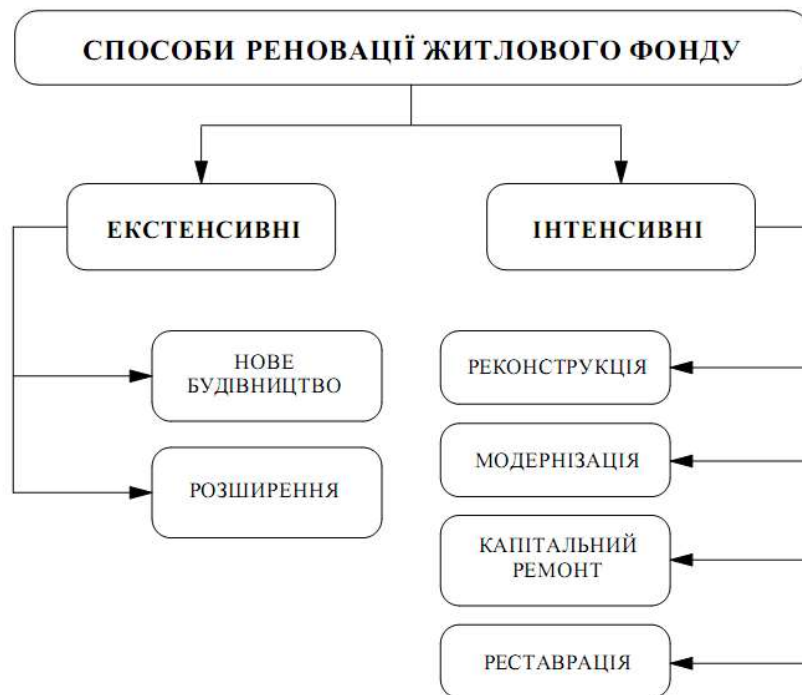 СПОСОБИ РЕНОВАЦІЇ ЖИТЛОВОГО ФОНДУ
ЕКСТЕНСИВНІ
ІНТЕНСИВНІ
НОВЕ
БУДІВНИЦТВО
РОЗШИРЕННЯ
РЕКОНСТРУКЦІЯ
МОДЕРНІЗАЦІЯ
КАПІТАЛЬНИЙ
РЕМОНТ
РЕСТАВРАЦІЯ